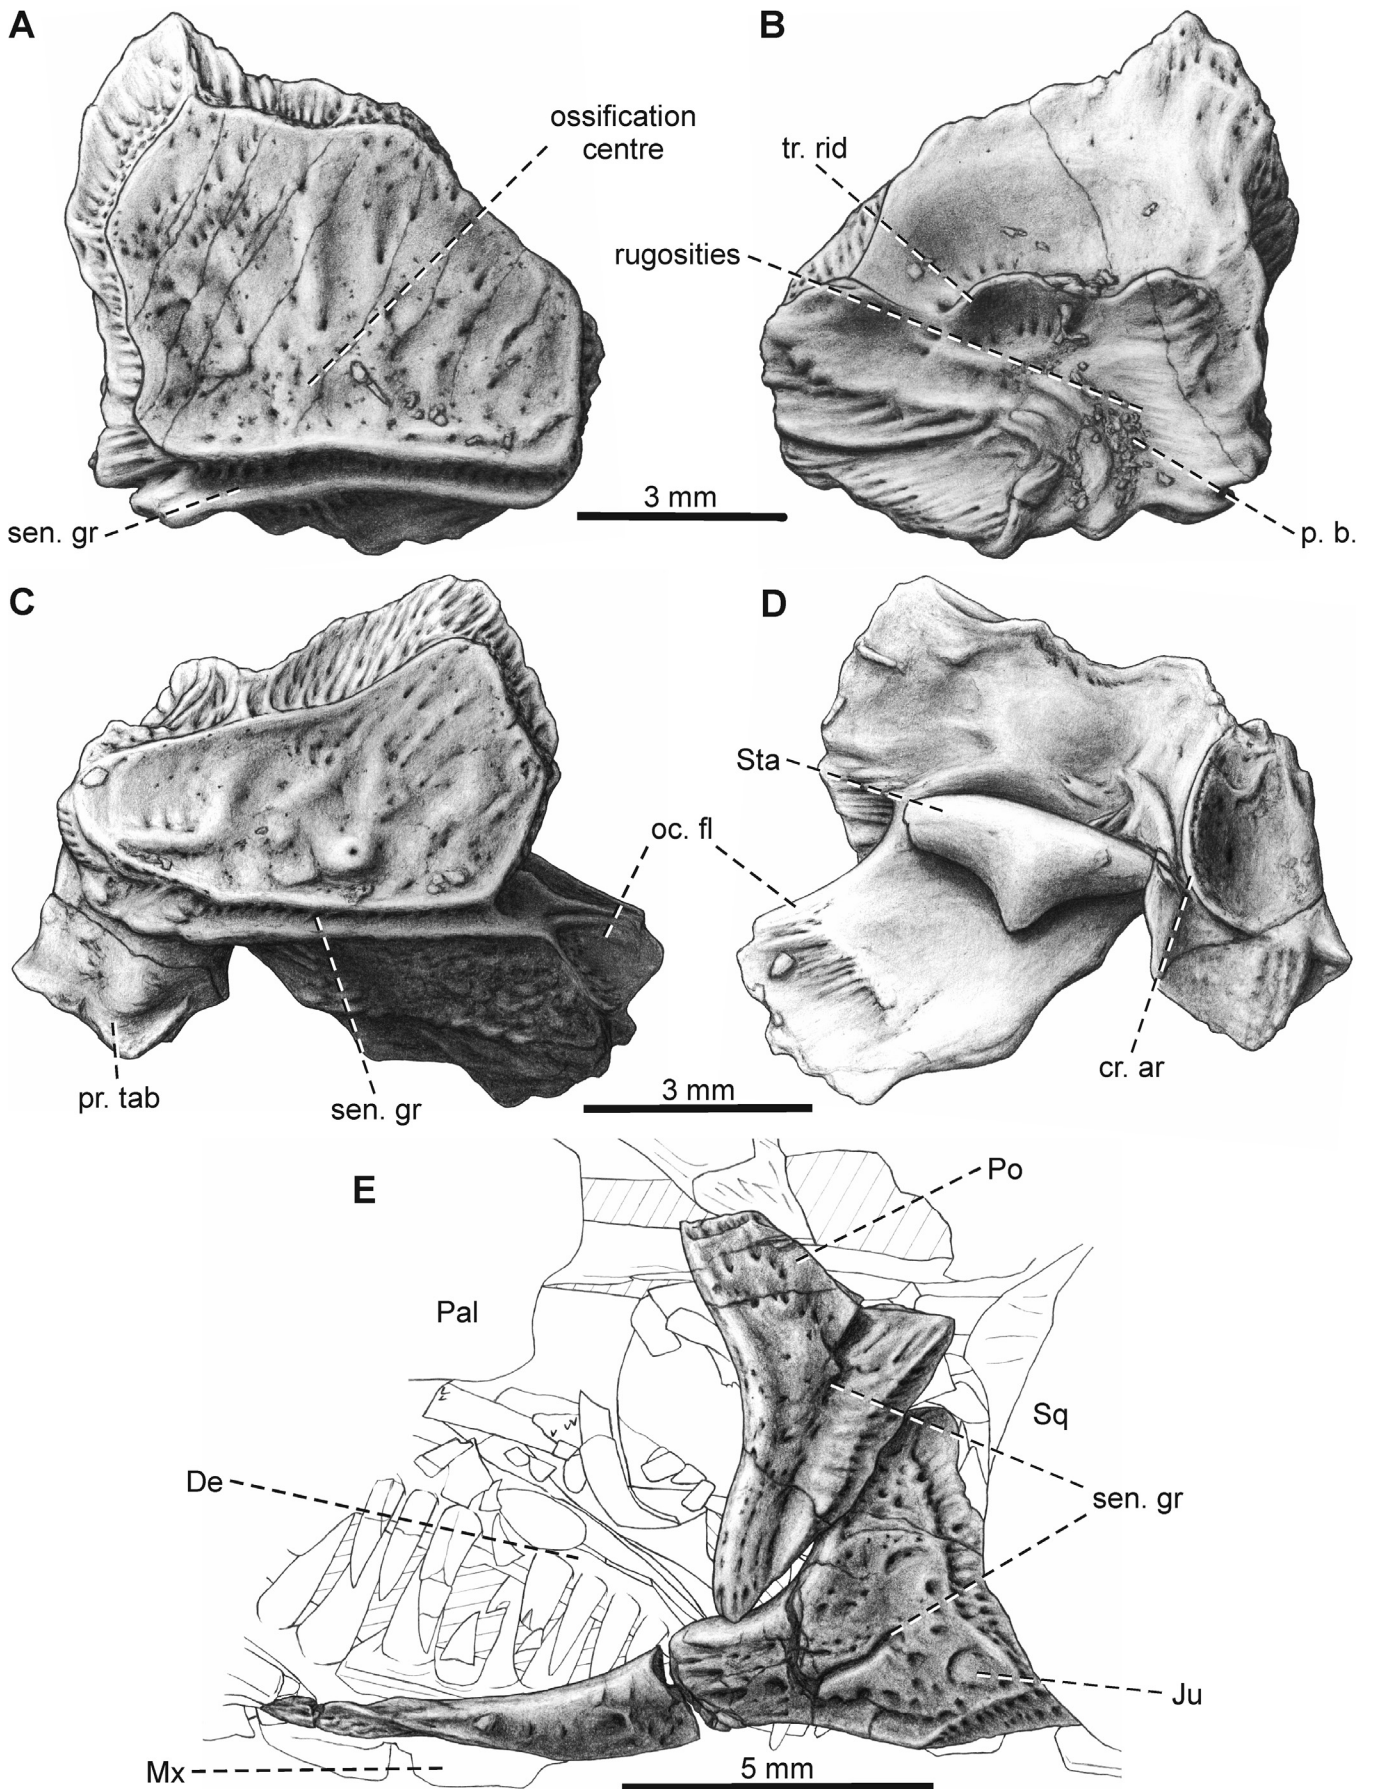 A
B
ossification
centre
tr. rid
rugosities
sen. gr
3 mm
p. b.
C
D
Sta
oc. fl
pr. tab
sen. gr
3 mm
cr. ar
E
Po
Pal
Sq
De
sen. gr
Ju
Mx
5 mm